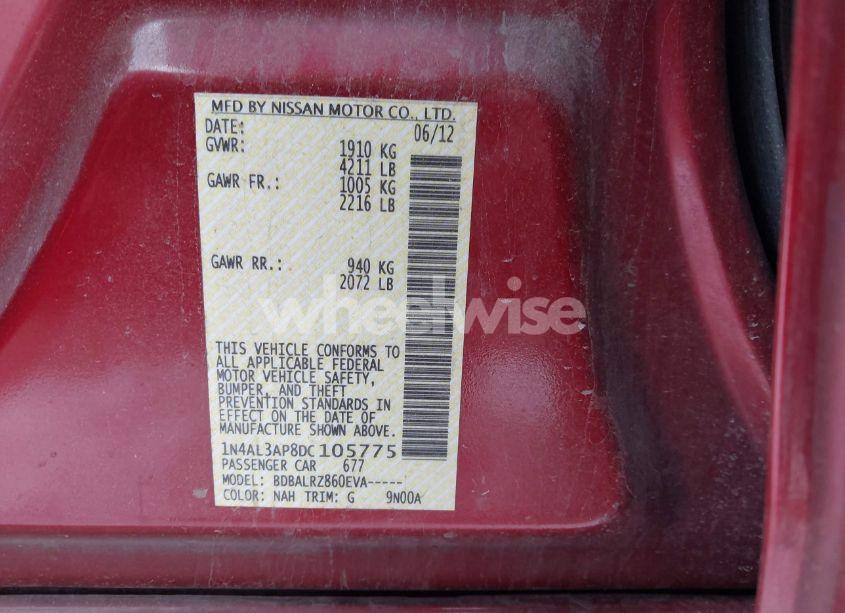 MFD BY NISSAN MOTOR CO., LTD.
DATE: 06/12
GVWR: 1910 KG
4211 LB
GAWR FR.: 1005 KG
2216 LB
GAWR RR.: 940 KG
2072 LB
wheelwise
THIS VEHICLE CONFORMS TO
ALL APPLICABLE FEDERAL
MOTOR VEHICLE SAFETY,
BUMPER, AND THEFT
PREVENTION STANDARDS IN
EFFECT ON THE DATE OF
MANUFACTURE SHOWN ABOVE.
1N4AL3AP8DC105775
PASSENGER CAR 677
MODEL: BDBALRZ860EVA-----
COLOR: NAH TRIM: G 9N00A